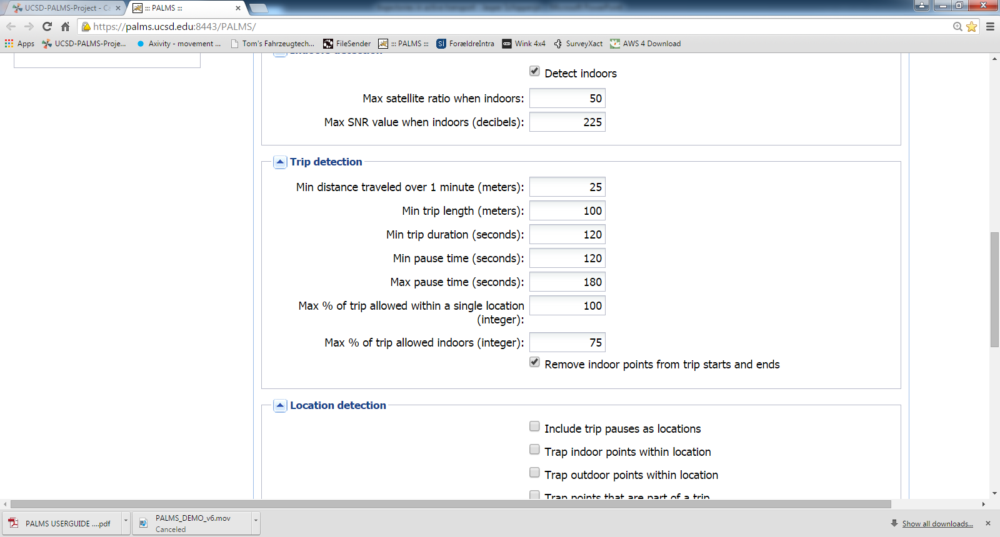 UCSD-PALMS-Project - Ca
::: PALMS :::
https://palms.ucsd.edu:8443/PALMS/
Apps
UCSD-PALMS-Proje...
Axivity - movement ...
Tom's Fahrzeugtech...
FileSender
::: PALMS :::
ForældreIntra
Wink 4x4
SurveyXact
AWS 4 Download
Indoors detection
Detect indoors
Max satellite ratio when indoors: 50
Max SNR value when indoors (decibels): 225
Trip detection
Min distance traveled over 1 minute (meters): 25
Min trip length (meters): 100
Min trip duration (seconds): 120
Min pause time (seconds): 120
Max pause time (seconds): 180
Max % of trip allowed within a single location 100
(integer):
Max % of trip allowed indoors (integer): 75
Remove indoor points from trip starts and ends
Location detection
Include trip pauses as locations
Trap indoor points within location
Trap outdoor points within location
Trap points that are part of a trip
PALMS USERGUIDE ....pdf
PALMS_DEMO_v6.mov
Canceled
Show all downloads...